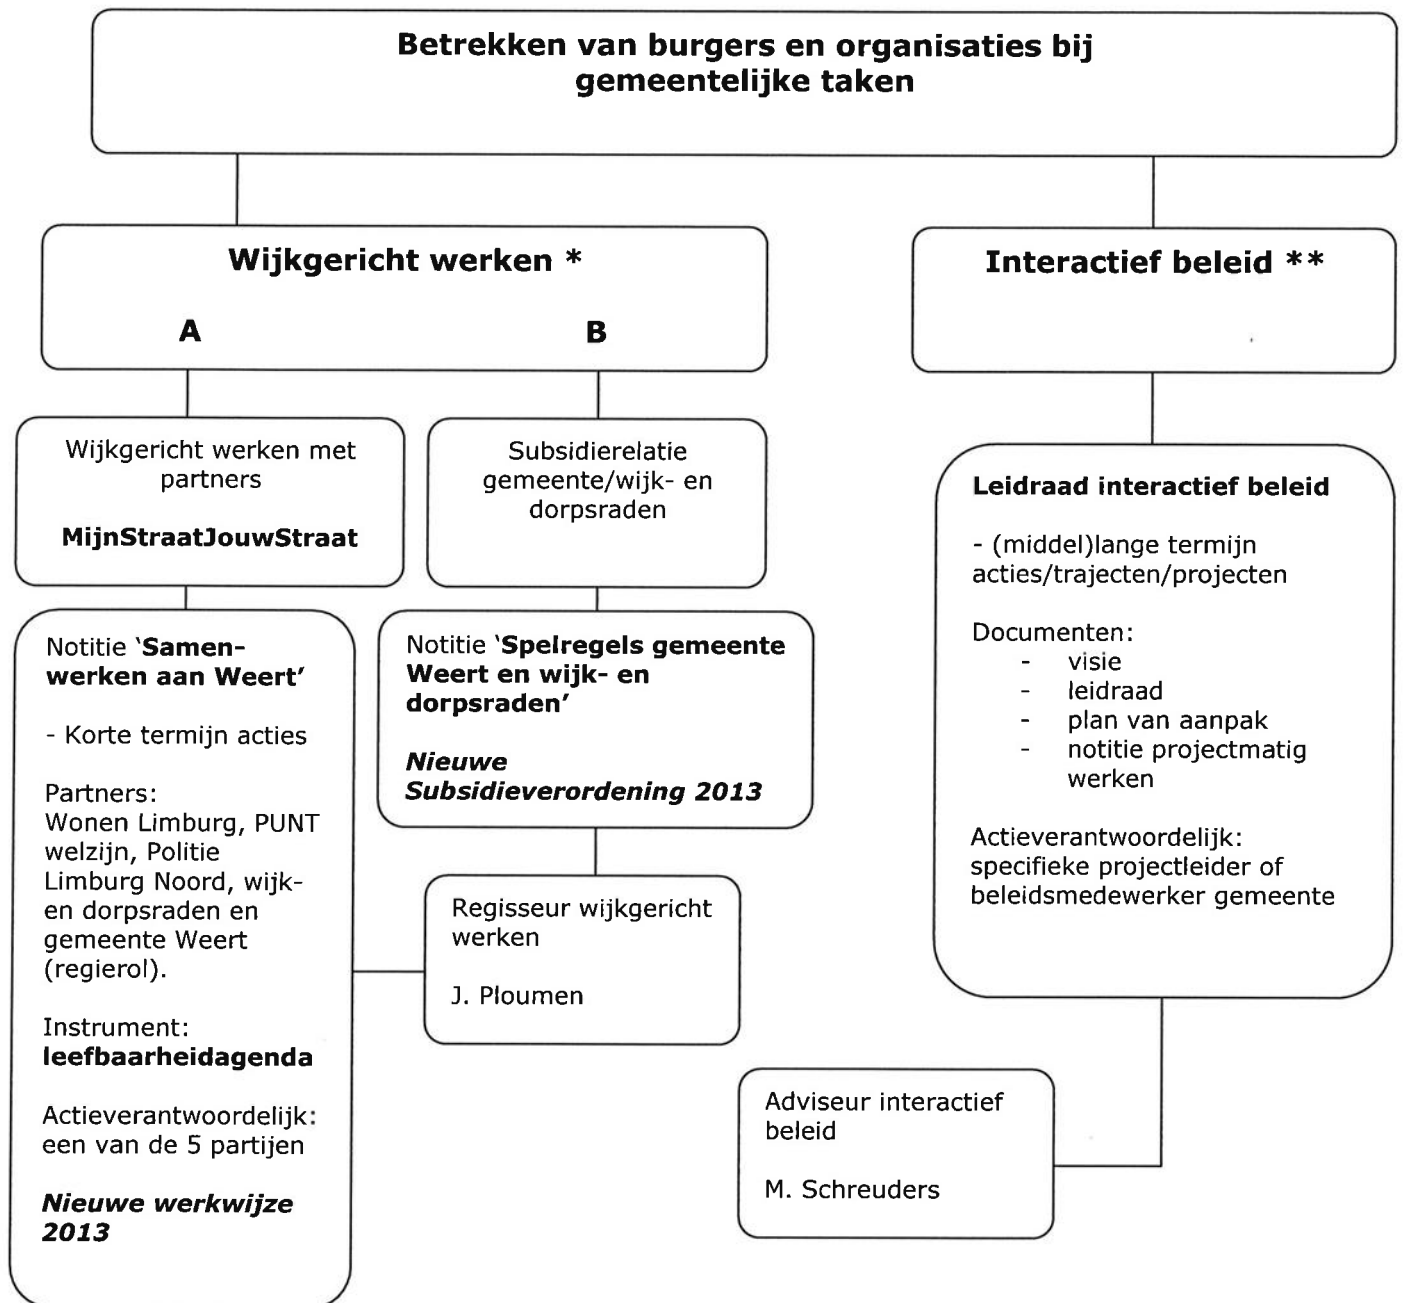 Betrekken van burgers en organisaties bij
gemeentelijke taken
Wijkgericht werken *
A
B
Interactief beleid **
Wijkgericht werken met
partners
MijnStraatJouwStraat
Subsidierelatie
gemeente/wijk- en
dorpsraden
Notitie ‘Samen-
werken aan Weert’
- Korte termijn acties
Partners:
Wonen Limburg, PUNT
welzijn, Politie
Limburg Noord, wijk-
en dorpsraden en
gemeente Weert
(regierol).
Instrument:
leefbaarheidagenda
Actieverantwoordelijk:
een van de 5 partijen
Nieuwe werkwijze
2013
Notitie ‘Spelregels gemeente
Weert en wijk- en
dorpsraden’
Nieuwe
Subsidieverordening 2013
Regisseur wijkgericht
werken
J. Ploumen
Leidraad interactief beleid
- (middel)lange termijn
acties/trajecten/projecten
Documenten:
- visie
- leidraad
- plan van aanpak
- notitie projectmatig
werken
Actieverantwoordelijk:
specifieke projectleider of
beleidsmedewerker gemeente
Adviseur interactief
beleid
M. Schreuders